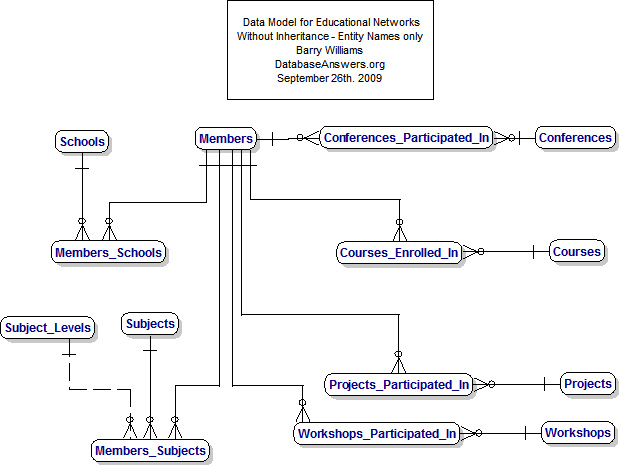 Data Model for Educational Networks
Without Inheritance - Entity Names only
Barry Williams
DatabaseAnswers.org
September 26th. 2009
Schools
Members
Conferences_Participated_In
Conferences
Members_Schools
Courses_Enrolled_In
Courses
Subject_Levels
Subjects
Projects_Participated_In
Projects
Members_Subjects
Workshops_Participated_In
Workshops